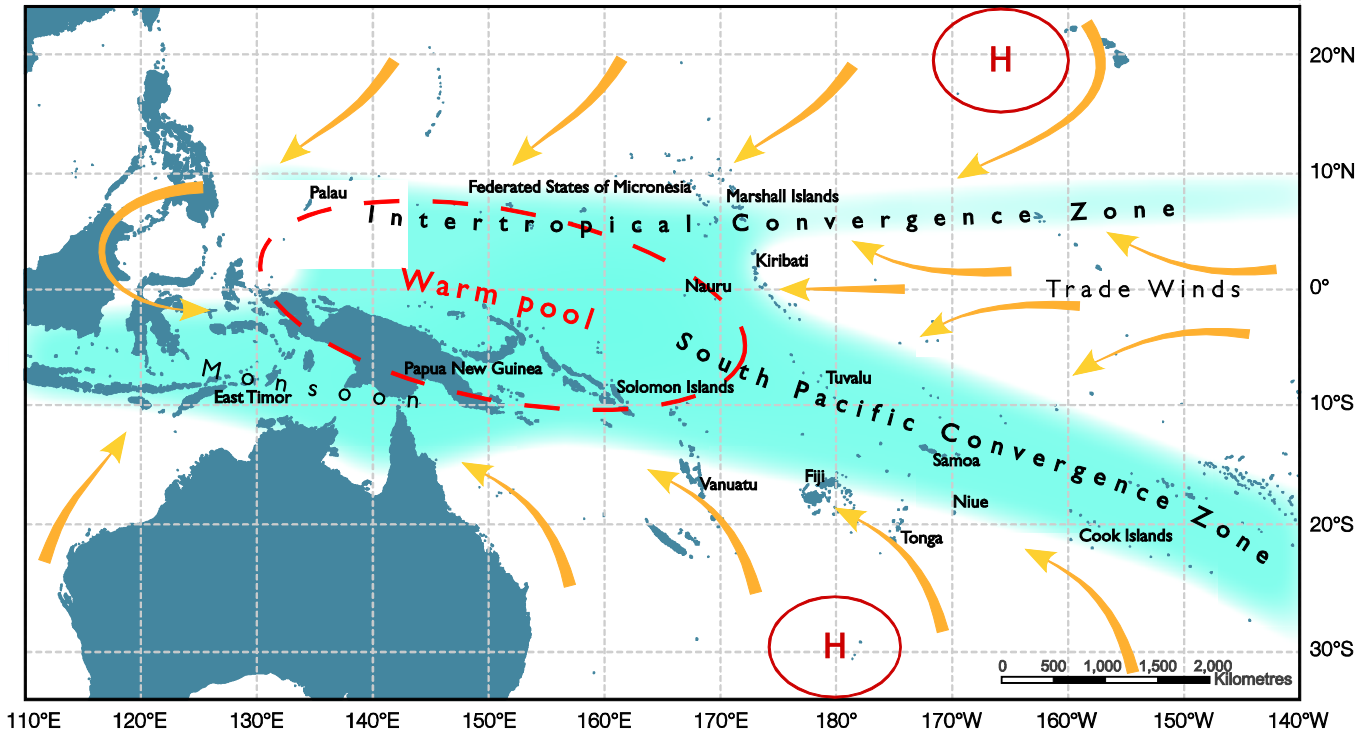 H
20°N
10°N
Palau
Federated States of Micronesia
Marshall Islands
Intertropical Convergence Zone
Kiribati
Warm pool
Nauru
Trade Winds
0°
South Pacific Convergence Zone
Monsoon
Papua New Guinea
East Timor
Solomon Islands
Tuvalu
10°S
Samoa
Vanuatu
Fiji
Niue
Tonga
Cook Islands
20°S
H
30°S
0 500 1,000 1,500 2,000
Kilometres
110°E 120°E 130°E 140°E 150°E 160°E 170°E 180° 170°W 160°W 150°W 140°W